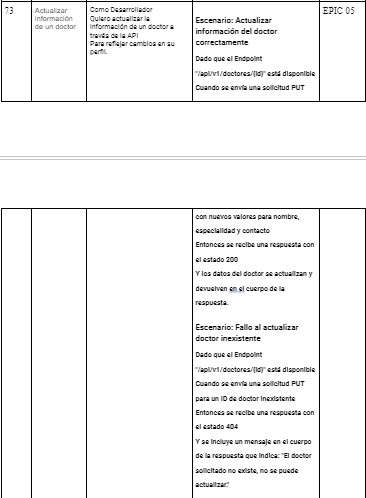 73
Actualizar
información
de un doctor
Como Desarrollador
Quiero actualizar la
información de un doctor a
través de la API
Para reflejar cambios en su
perfil.
Escenario: Actualizar
información del doctor
correctamente
Dado que el Endpoint
"/api/v1/doctores/{id}" está disponible
Cuando se envía una solicitud PUT
EPIC 05
con nuevos valores para nombre,
especialidad y contacto
Entonces se recibe una respuesta con
el estado 200
Y los datos del doctor se actualizan y
devuelven en el cuerpo de la
respuesta.
Escenario: Fallo al actualizar
doctor inexistente
Dado que el Endpoint
"/api/v1/doctores/{id}" está disponible
Cuando se envía una solicitud PUT
para un ID de doctor inexistente
Entonces se recibe una respuesta con
el estado 404
Y se incluye un mensaje en el cuerpo
de la respuesta que indica: "El doctor
solicitado no existe, no se puede
actualizar."